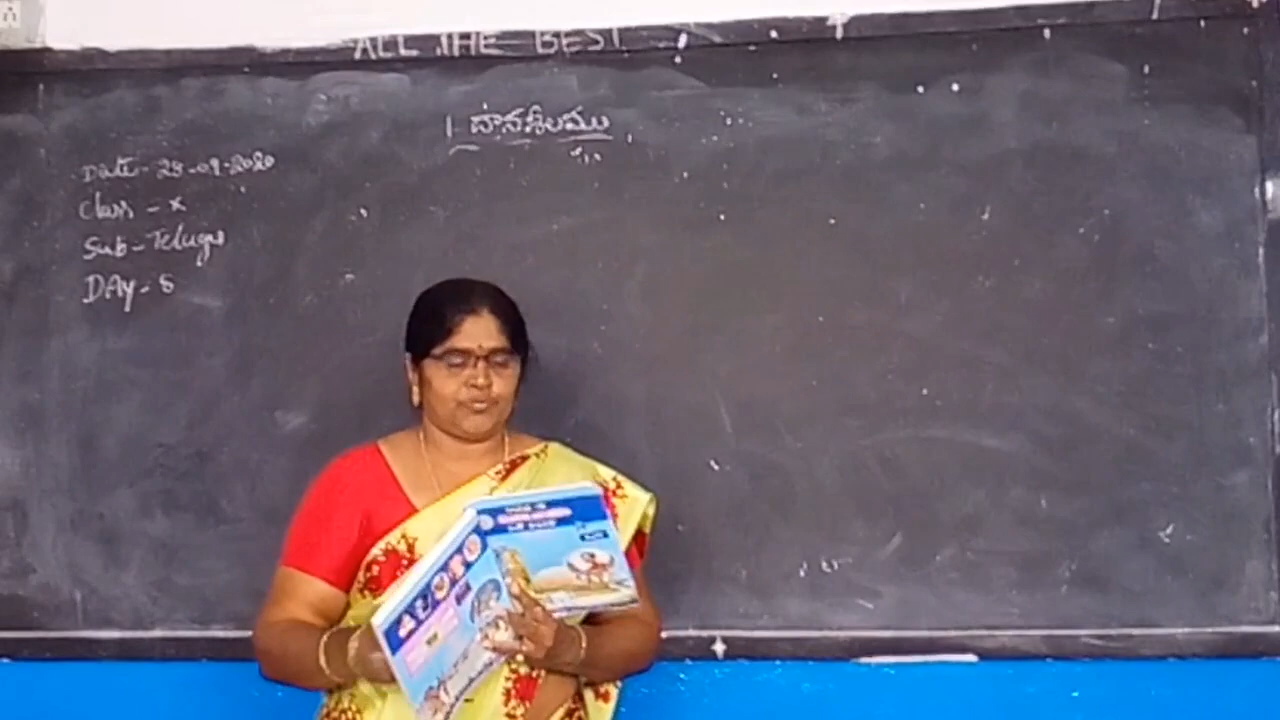 ALL THE BEST
1 దానశీలము
Date - 28-09-2020
Class - X
Sub - Telugu
DAY - 8